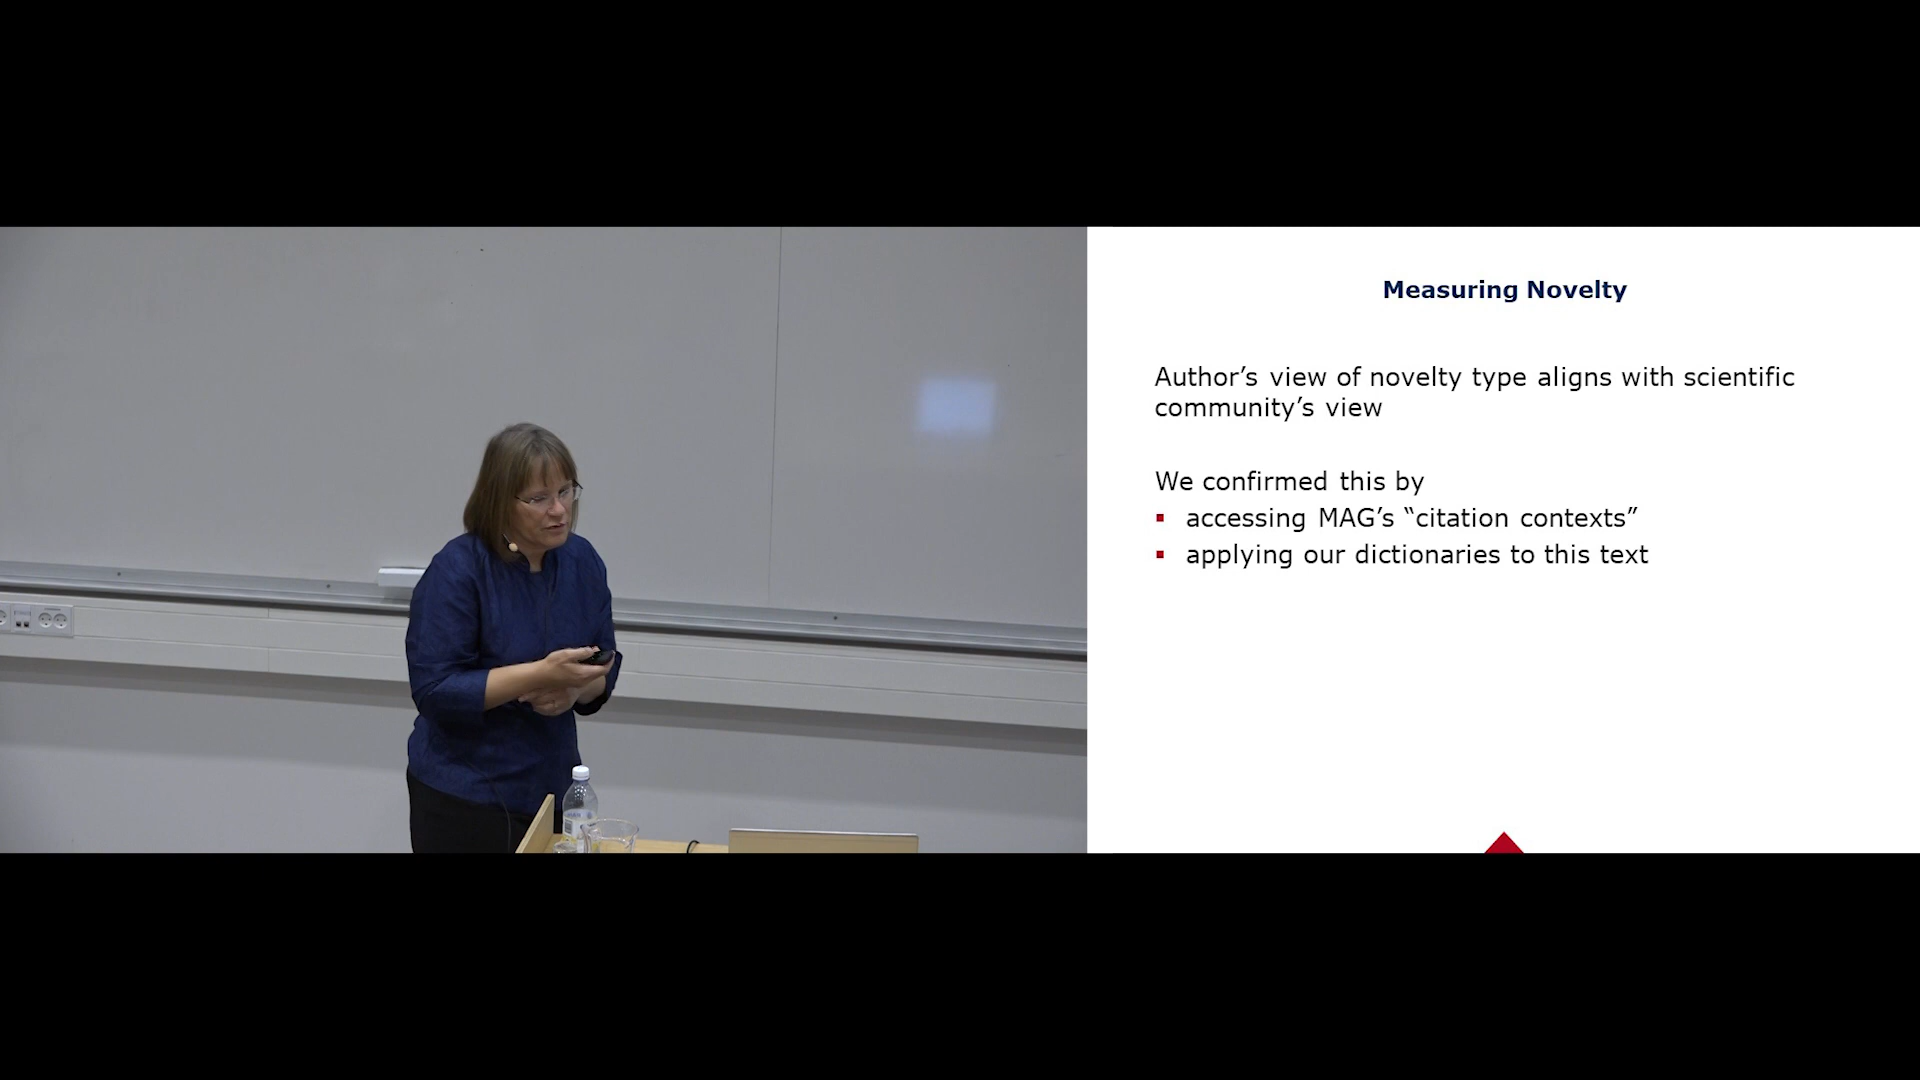 Measuring Novelty
Author’s view of novelty type aligns with scientific
community’s view
We confirmed this by
▪ accessing MAG’s “citation contexts”
▪ applying our dictionaries to this text